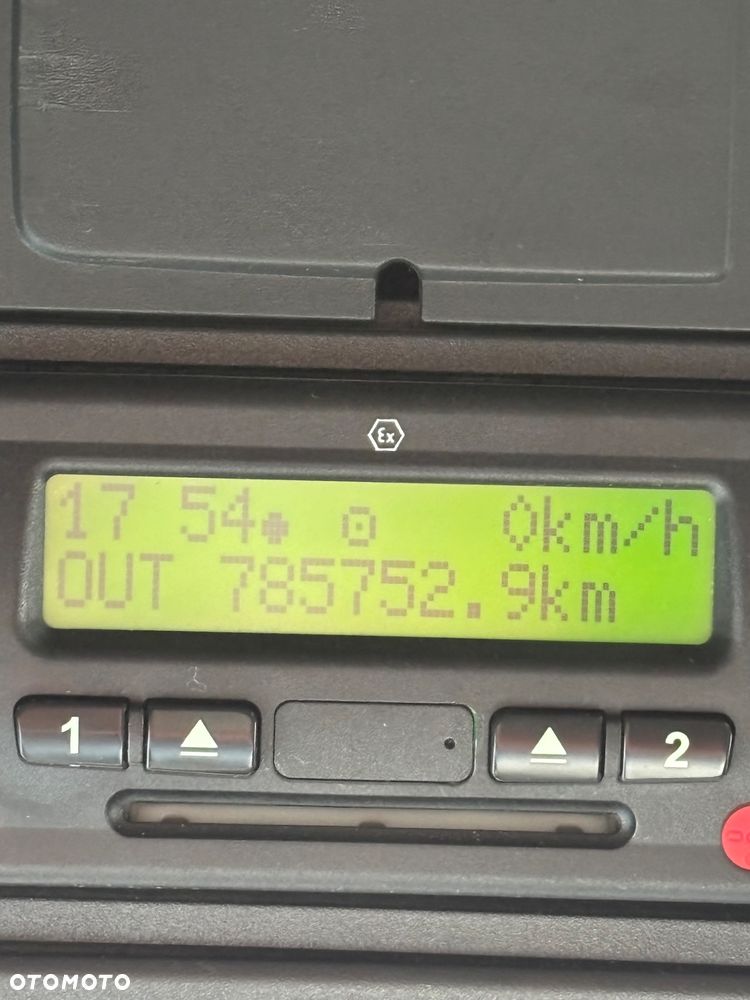 Ex
17 54 0km/h
OUT 785752.9km
1 2
OTOMOTO